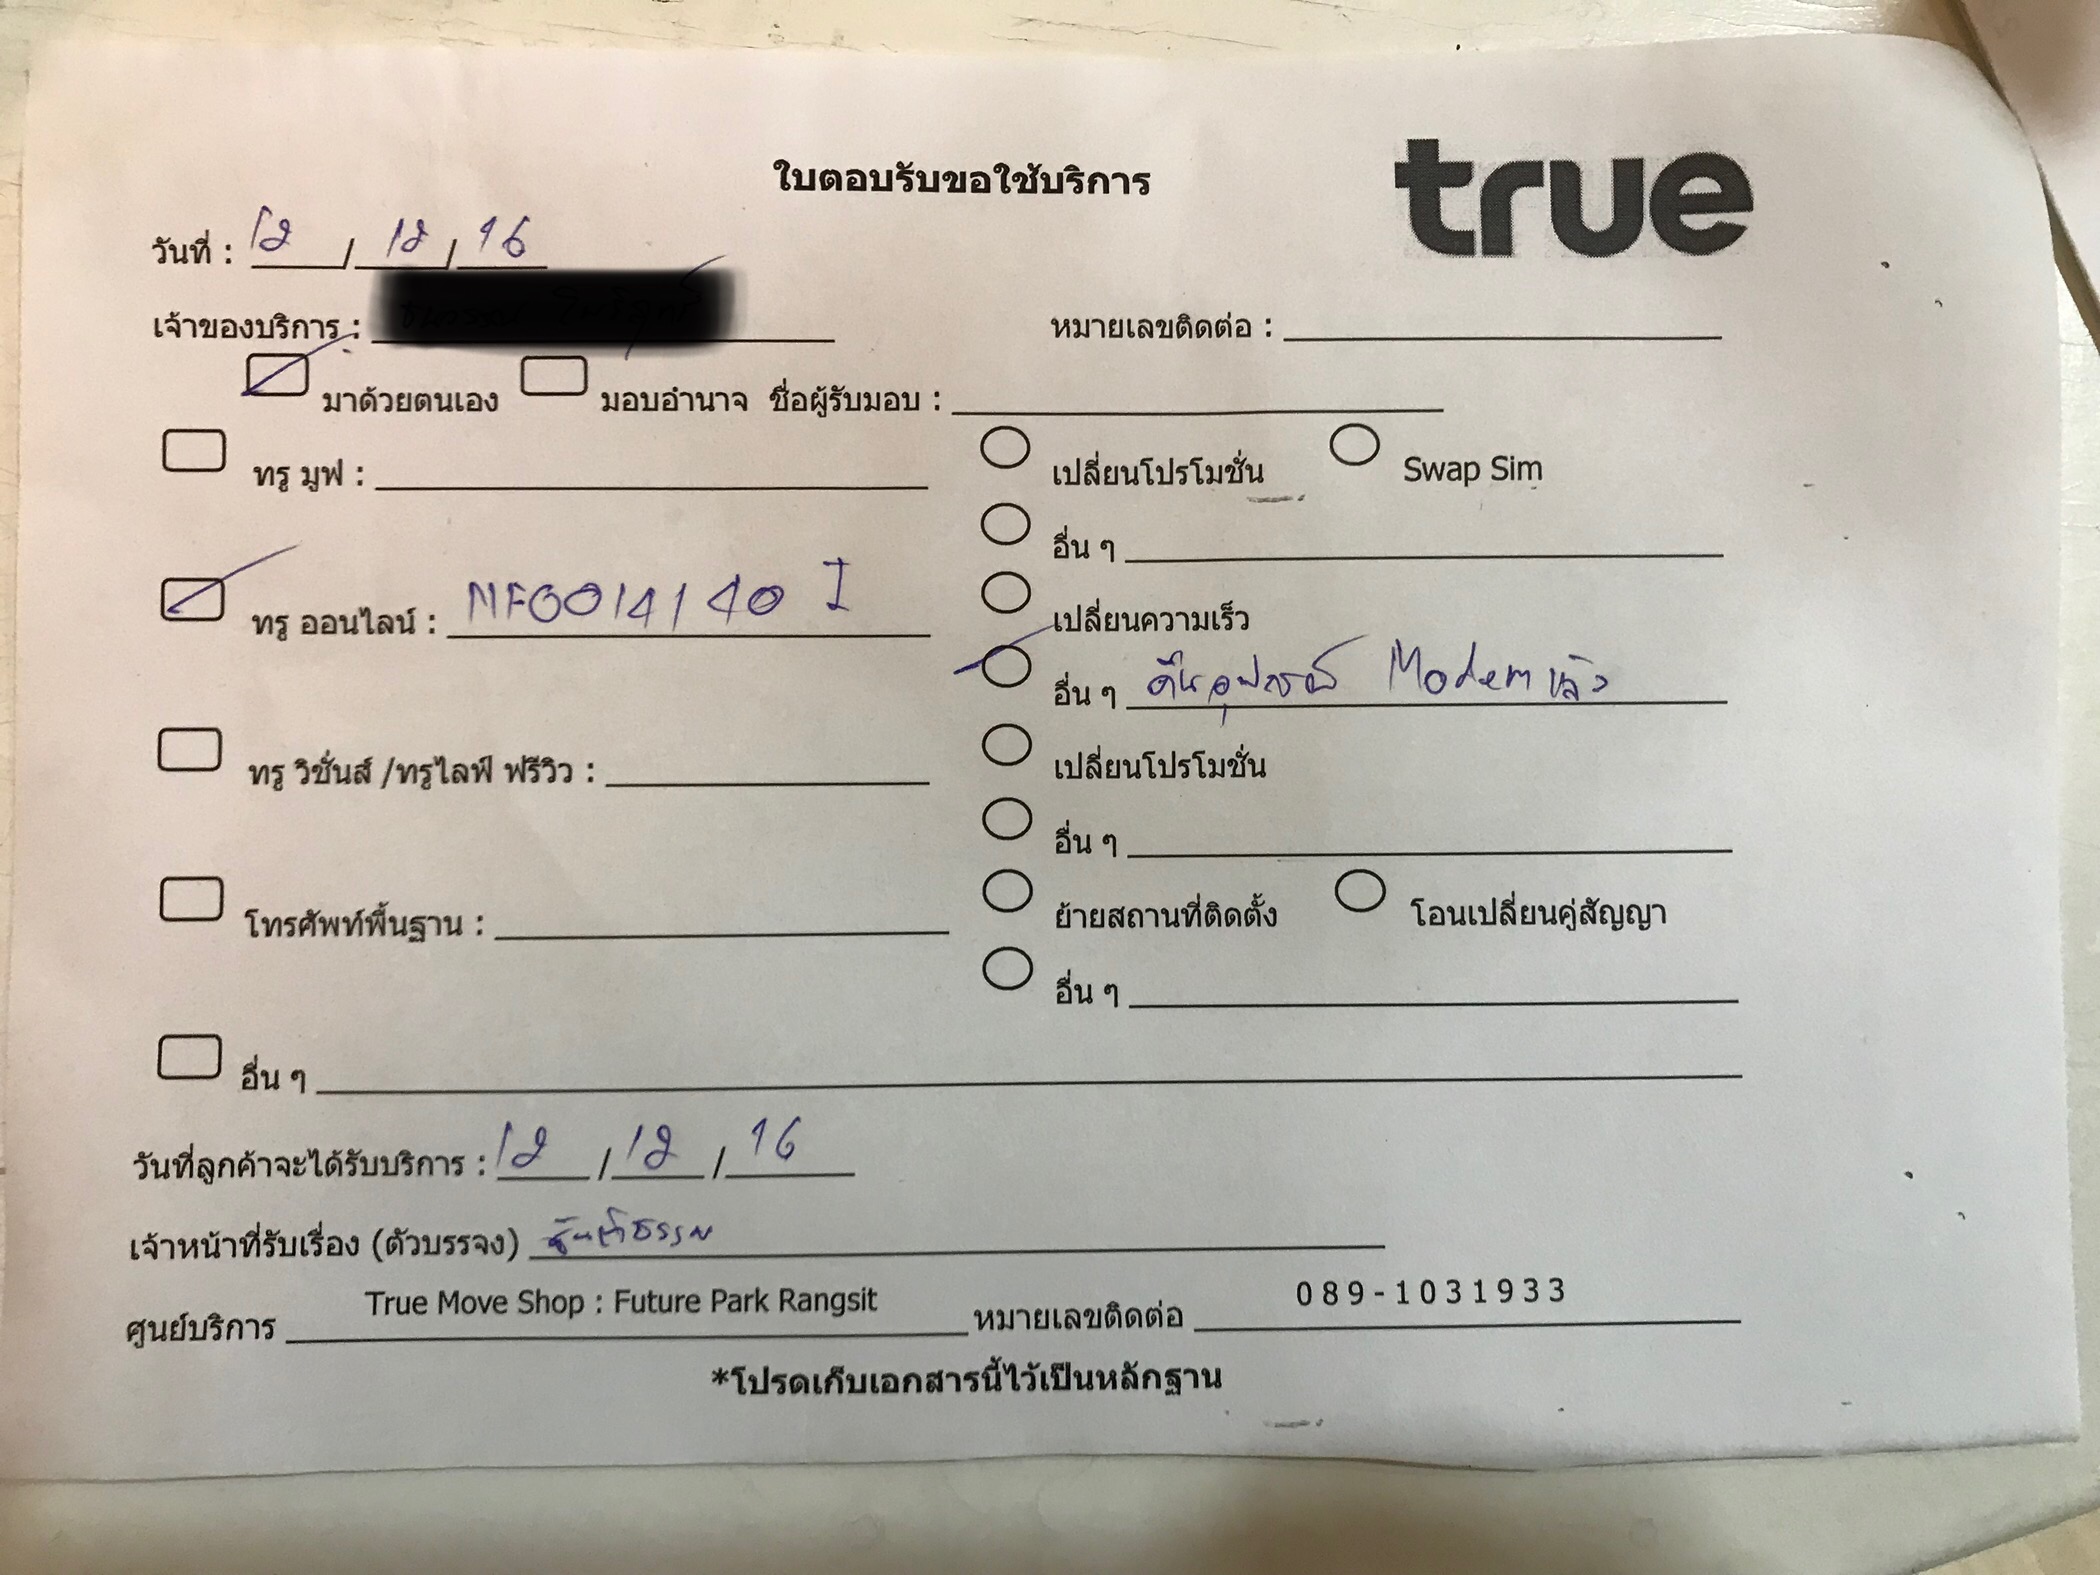 ใบตอบรับขอใช้บริการ
true
วันที่ : 12 / 12 / 16
เจ้าของบริการ : หมายเลขติดต่อ :
มาด้วยตนเอง มอบอำนาจ ชื่อผู้รับมอบ :
ทรู มูฟ : เปลี่ยนโปรโมชั่น Swap Sim
อื่น ๆ
ทรู ออนไลน์ : เปลี่ยนความเร็ว
อื่น ๆ คืนอุปกรณ์ Modem แล้ว
ทรู วิชั่นส์ /ทรูไลฟ์ ฟรีวิว : เปลี่ยนโปรโมชั่น
อื่น ๆ
โทรศัพท์พื้นฐาน : ย้ายสถานที่ติดตั้ง โอนเปลี่ยนคู่สัญญา
อื่น ๆ
อื่น ๆ
วันที่ลูกค้าจะได้รับบริการ : 12 / 12 / 16
เจ้าหน้าที่รับเรื่อง (ตัวบรรจง)
ศูนย์บริการ True Move Shop : Future Park Rangsit หมายเลขติดต่อ 089-1031933
*โปรดเก็บเอกสารนี้ไว้เป็นหลักฐาน